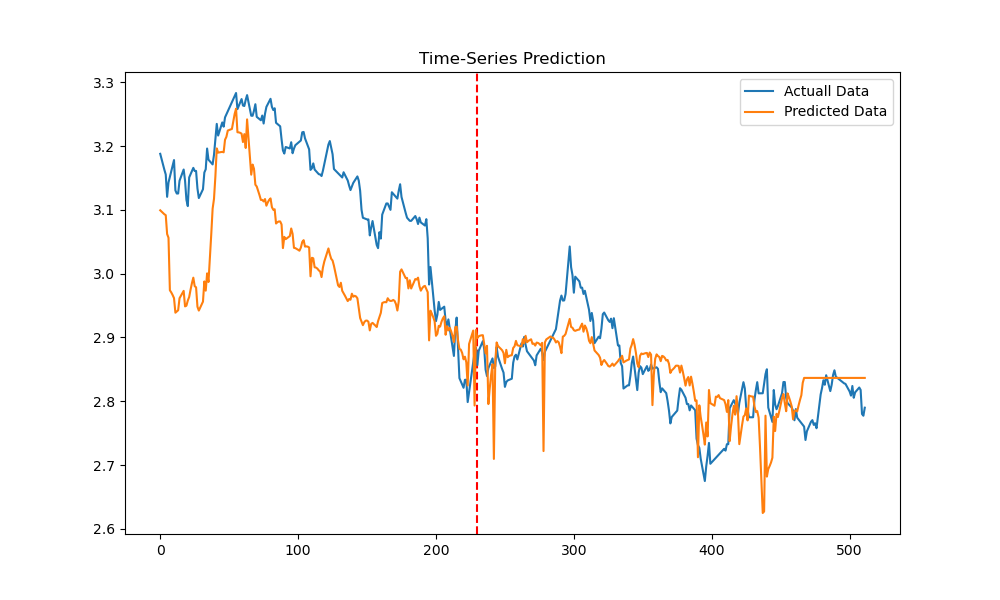 Time-Series Prediction
Actuall Data
Predicted Data
3.3
3.2
3.1
3.0
2.9
2.8
2.7
2.6
0 100 200 300 400 500